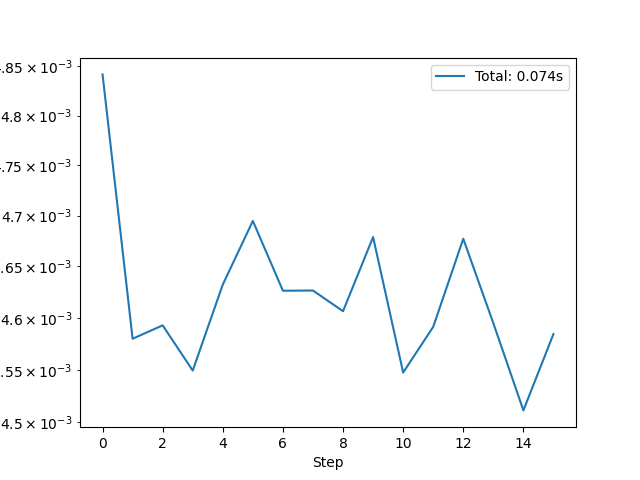 Total: 0.074s
.85 × 10⁻³
4.8 × 10⁻³
4.75 × 10⁻³
4.7 × 10⁻³
.65 × 10⁻³
4.6 × 10⁻³
.55 × 10⁻³
4.5 × 10⁻³
0 2 4 6 8 10 12 14
Step